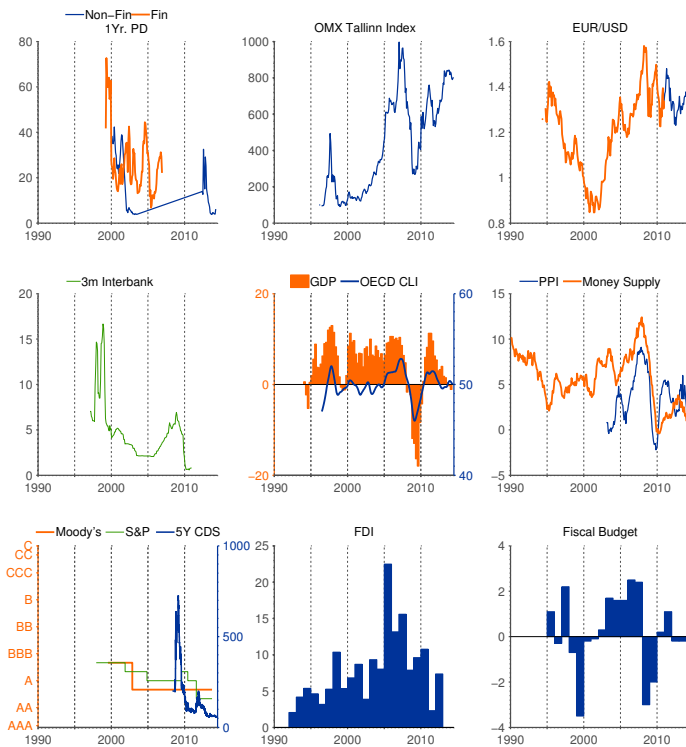 Non-Fin Fin
1Yr. PD
80
60
40
20
0
1990 2000 2010
OMX Tallinn Index
1000
800
600
400
200
0
1990 2000 2010
EUR/USD
1.6
1.4
1.2
1
0.8
1990 2000 2010
3m Interbank
20
15
10
5
0
1990 2000 2010
GDP OECD CLI
20 60
0 50
−20 40
1990 2000 2010
PPI Money Supply
15
10
5
0
−5
1990 2000 2010
Moody's S&P 5Y CDS
C 1000
CC
CCC
B
BB 500
BBB
A
AA
AAA 0
1990 2000 2010
FDI
25
20
15
10
5
0
1990 2000 2010
Fiscal Budget
4
2
0
−2
−4
1990 2000 2010